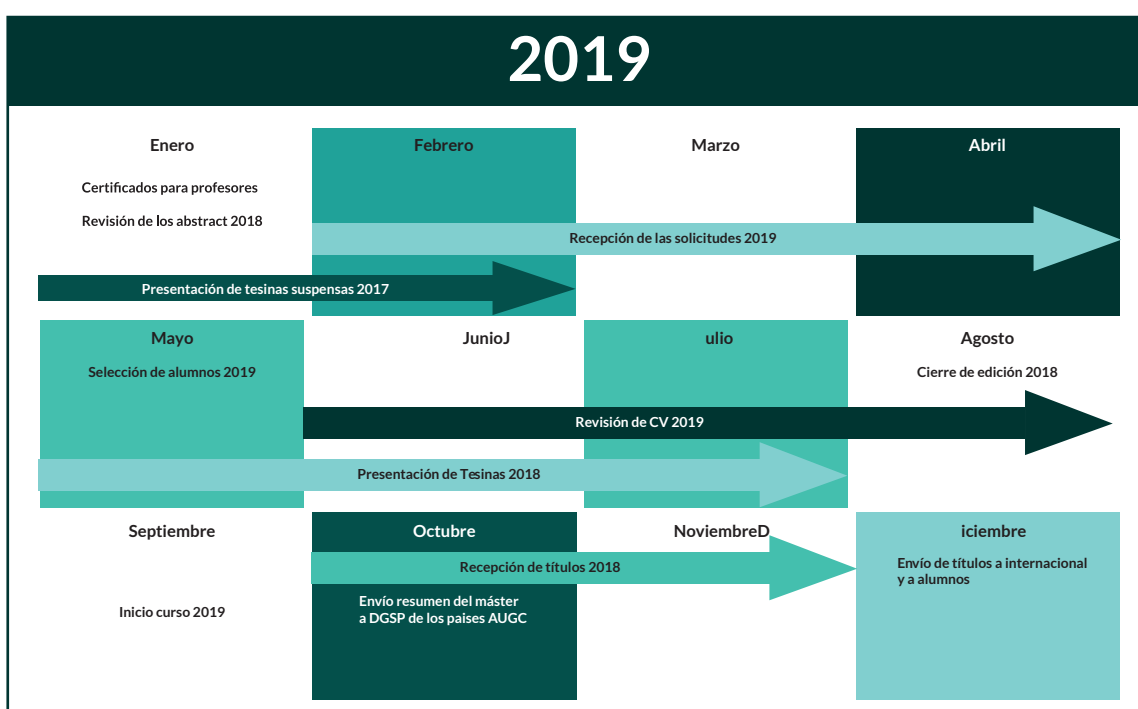 2019
Enero
Febrero
Marzo
Abril
Certificados para profesores
Revisión de los abstract 2018
Recepción de las solicitudes 2019
Presentación de tesinas suspensas 2017
Mayo
JunioJ
ulio
Agosto
Selección de alumnos 2019
Cierre de edición 2018
Revisión de CV 2019
Presentación de Tesinas 2018
Septiembre
Octubre
NoviembreD
iciembre
Recepción de títulos 2018
Envío de títulos a internacional
y a alumnos
Inicio curso 2019
Envío resumen del máster
a DGSP de los paises AUGC